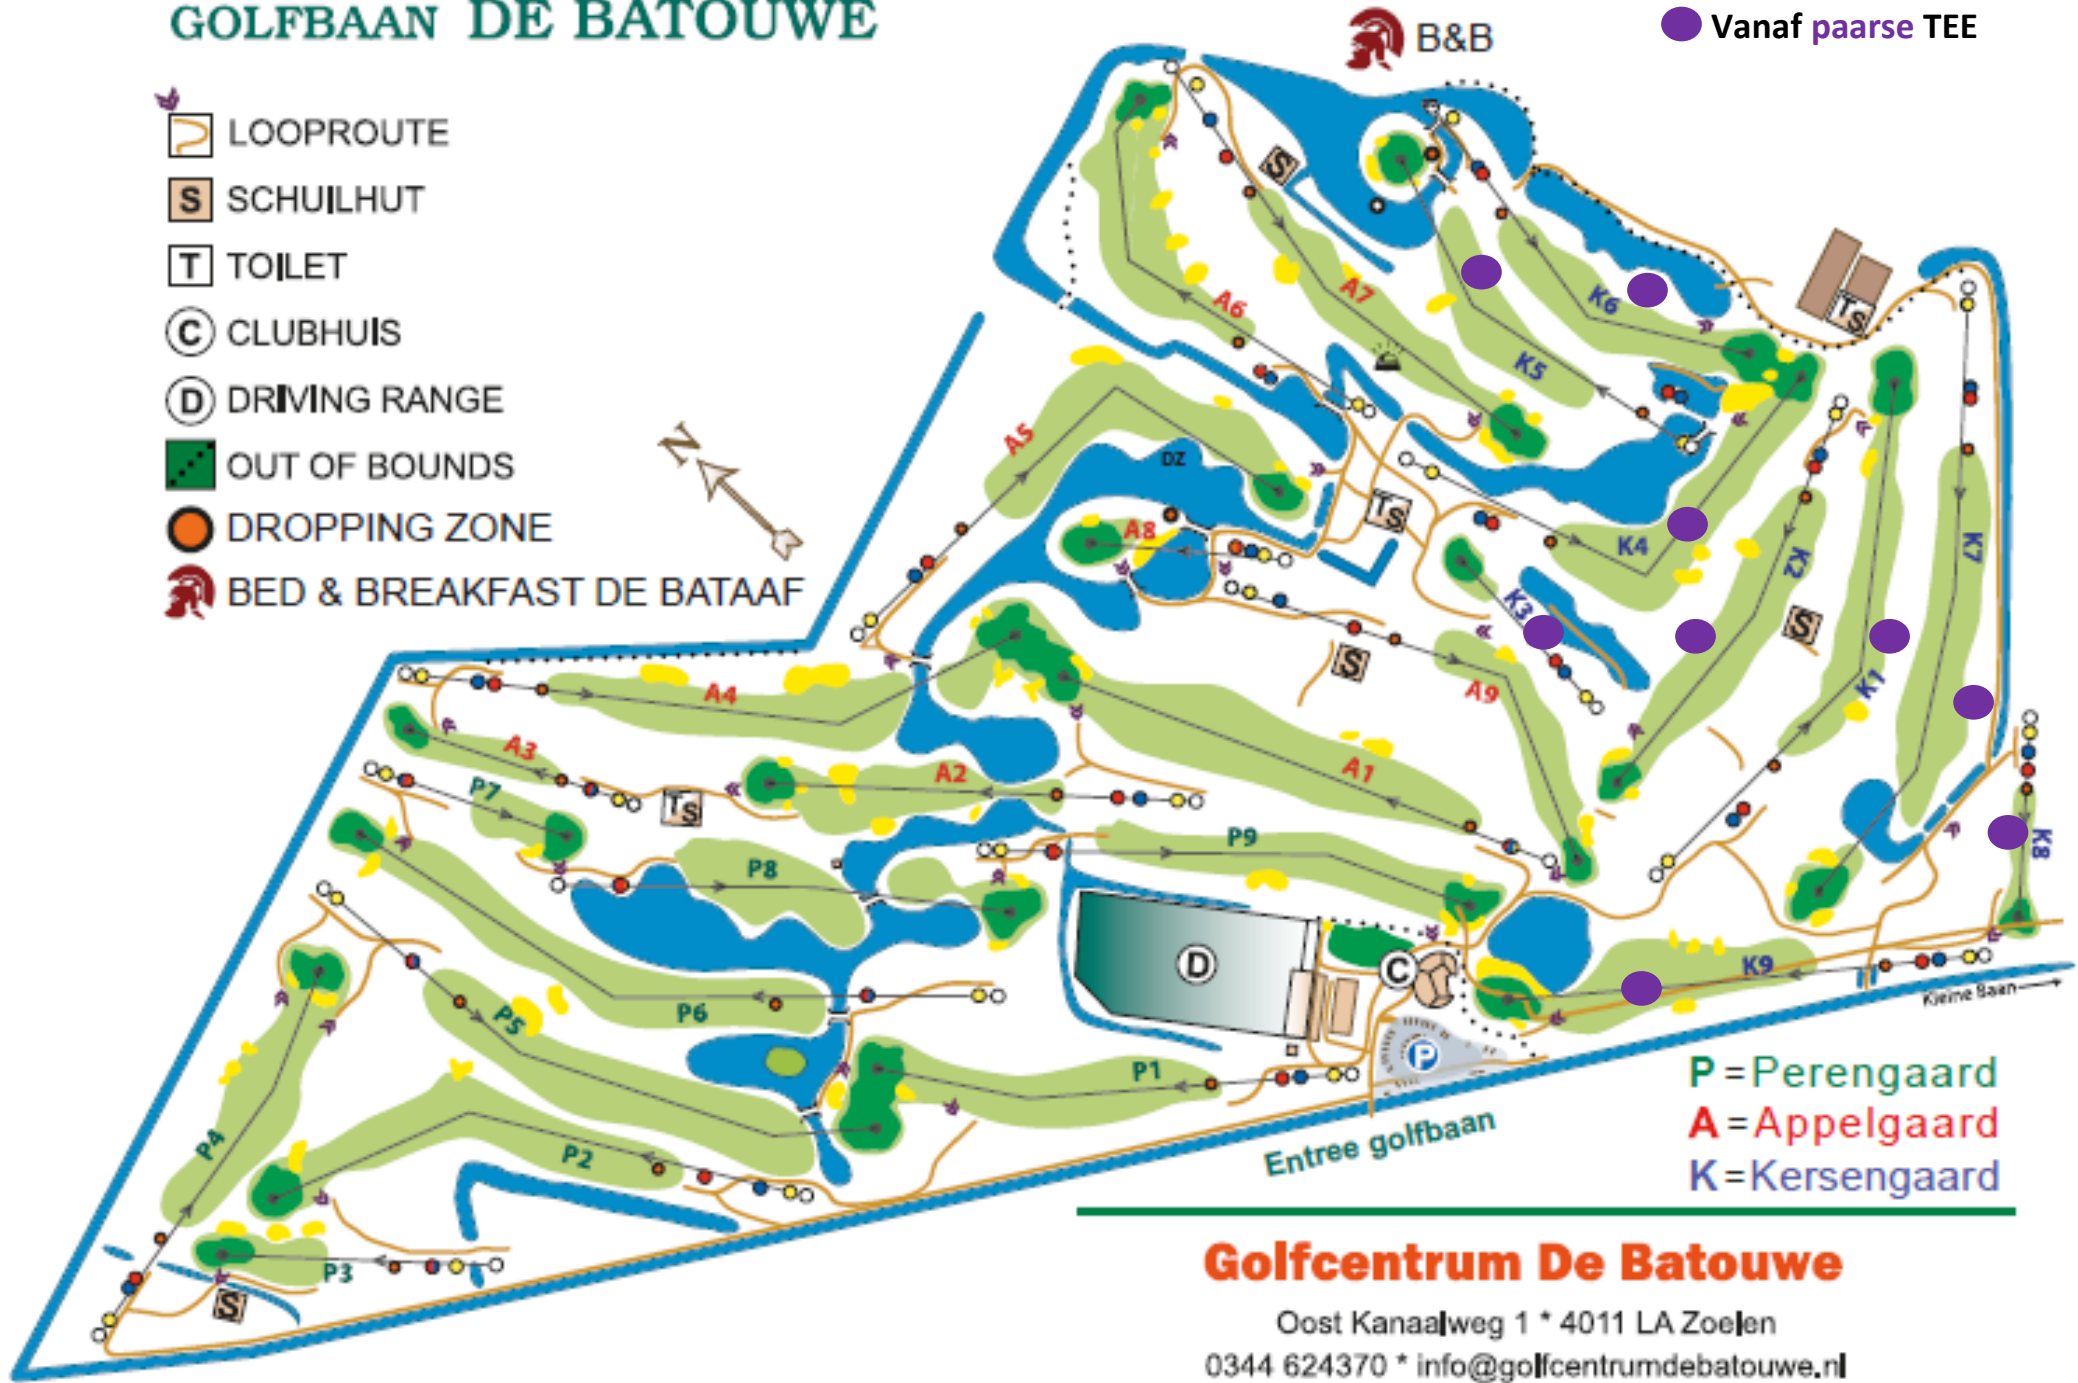 GOLFBAAN DE BATOUWE
B&B
Vanaf paarse TEE
LOOPROUTE
S SCHUILHUT
T TOILET
C CLUBHUIS
D DRIVING RANGE
OUT OF BOUNDS
DROPPING ZONE
BED & BREAKFAST DE BATAAF
N
S
A6
A7
K6
K5
TS
A5
DZ
A8
TS
K4
K2
K7
K3
S
S
A9
K1
A4
A3
A2
A1
P7
TS
P8
P9
K8
D
C
K9
Kleine Baan
P6
P5
P
P1
P4
P2
P3
S
Entree golfbaan
P = Perengaard
A = Appelgaard
K = Kersengaard
Golfcentrum De Batouwe
Oost Kanaalweg 1 * 4011 LA Zoelen
0344 624370 * info@golfcentrumdebatouwe.nl